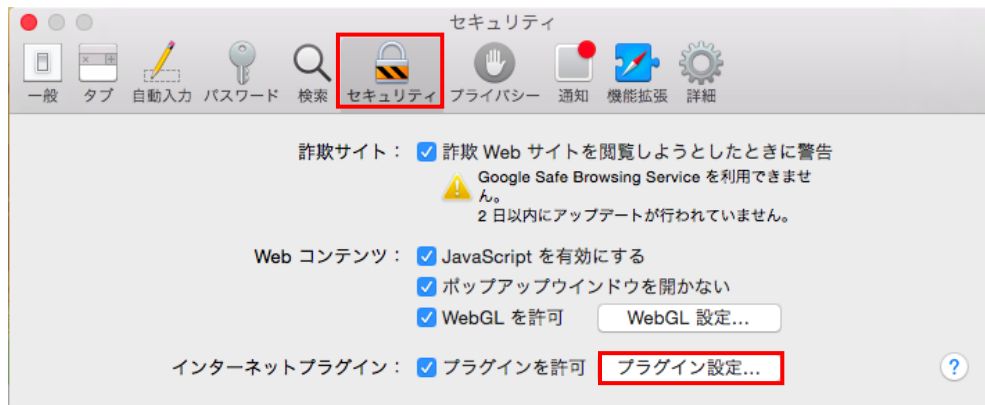 セキュリティ
一般 タブ 自動入力 パスワード 検索 セキュリティ プライバシー 通知 機能拡張 詳細
詐欺サイト： 詐欺 Web サイトを閲覧しようとしたときに警告
Google Safe Browsing Service を利用できませ
ん。
2 日以内にアップデートが行われていません。
Web コンテンツ： JavaScript を有効にする
ポップアップウインドウを開かない
WebGL を許可 WebGL 設定...
インターネットプラグイン： プラグインを許可 プラグイン設定... ?